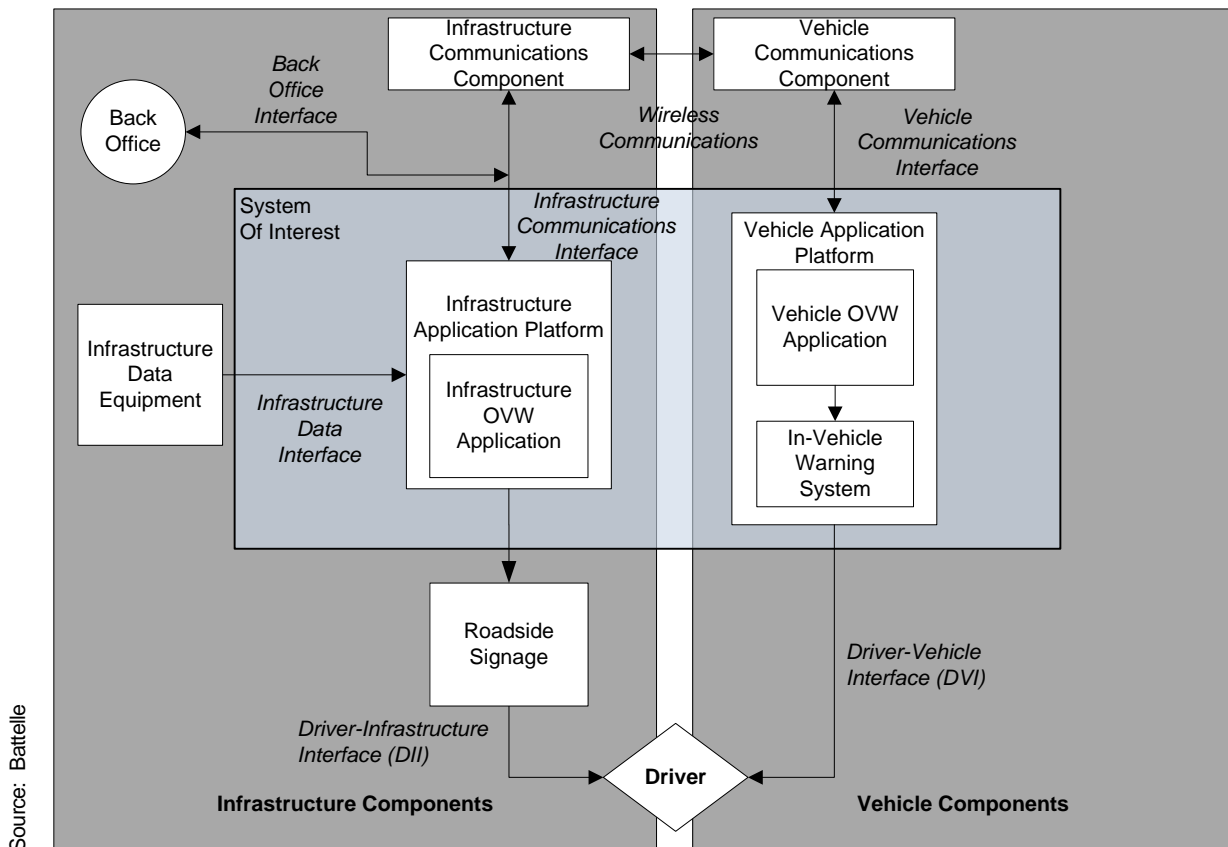 Infrastructure
Communications
Component
Vehicle
Communications
Component
Back
Office
Interface
Back
Office
Wireless
Communications
Vehicle
Communications
Interface
System
Of Interest
Infrastructure
Communications
Interface
Vehicle Application
Platform
Infrastructure
Application Platform
Vehicle OVW
Application
Infrastructure
Data
Equipment
Infrastructure
Data
Interface
Infrastructure
OVW
Application
In-Vehicle
Warning
System
Roadside
Signage
Driver-Vehicle
Interface (DVI)
Driver-Infrastructure
Interface (DII)
Driver
Infrastructure Components
Vehicle Components
Source: Battelle